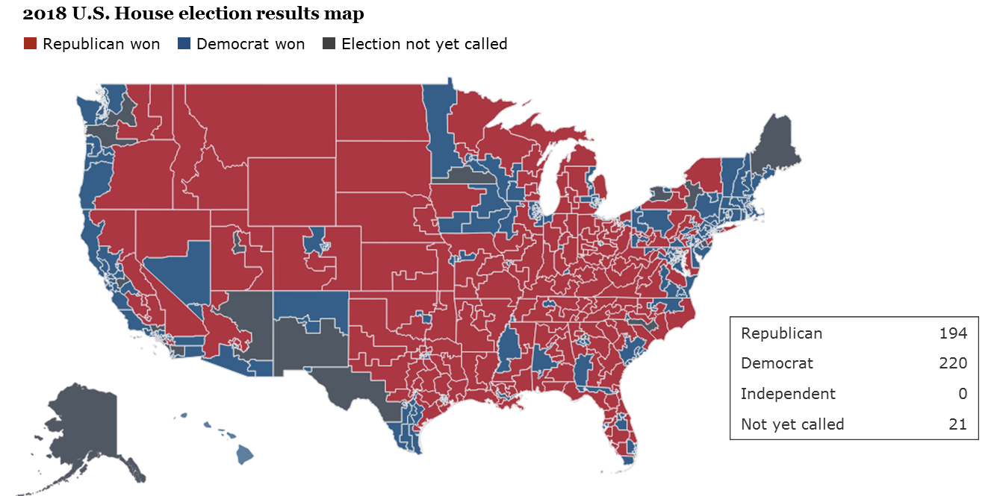 2018 U.S. House election results map
Republican won Democrat won Election not yet called
Republican 194
Democrat 220
Independent 0
Not yet called 21